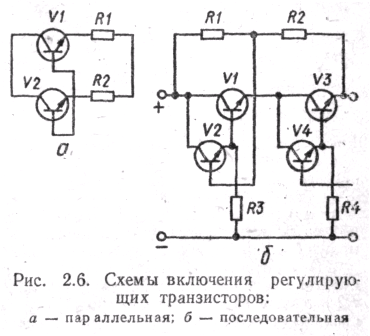 V1 R1
V2 R2
а
R1 R2
V1 V3
+
V2 V4
R3 R4
−
б
Рис. 2.6. Схемы включения регулирую-
щих транзисторов:
а — параллельная; б — последовательная